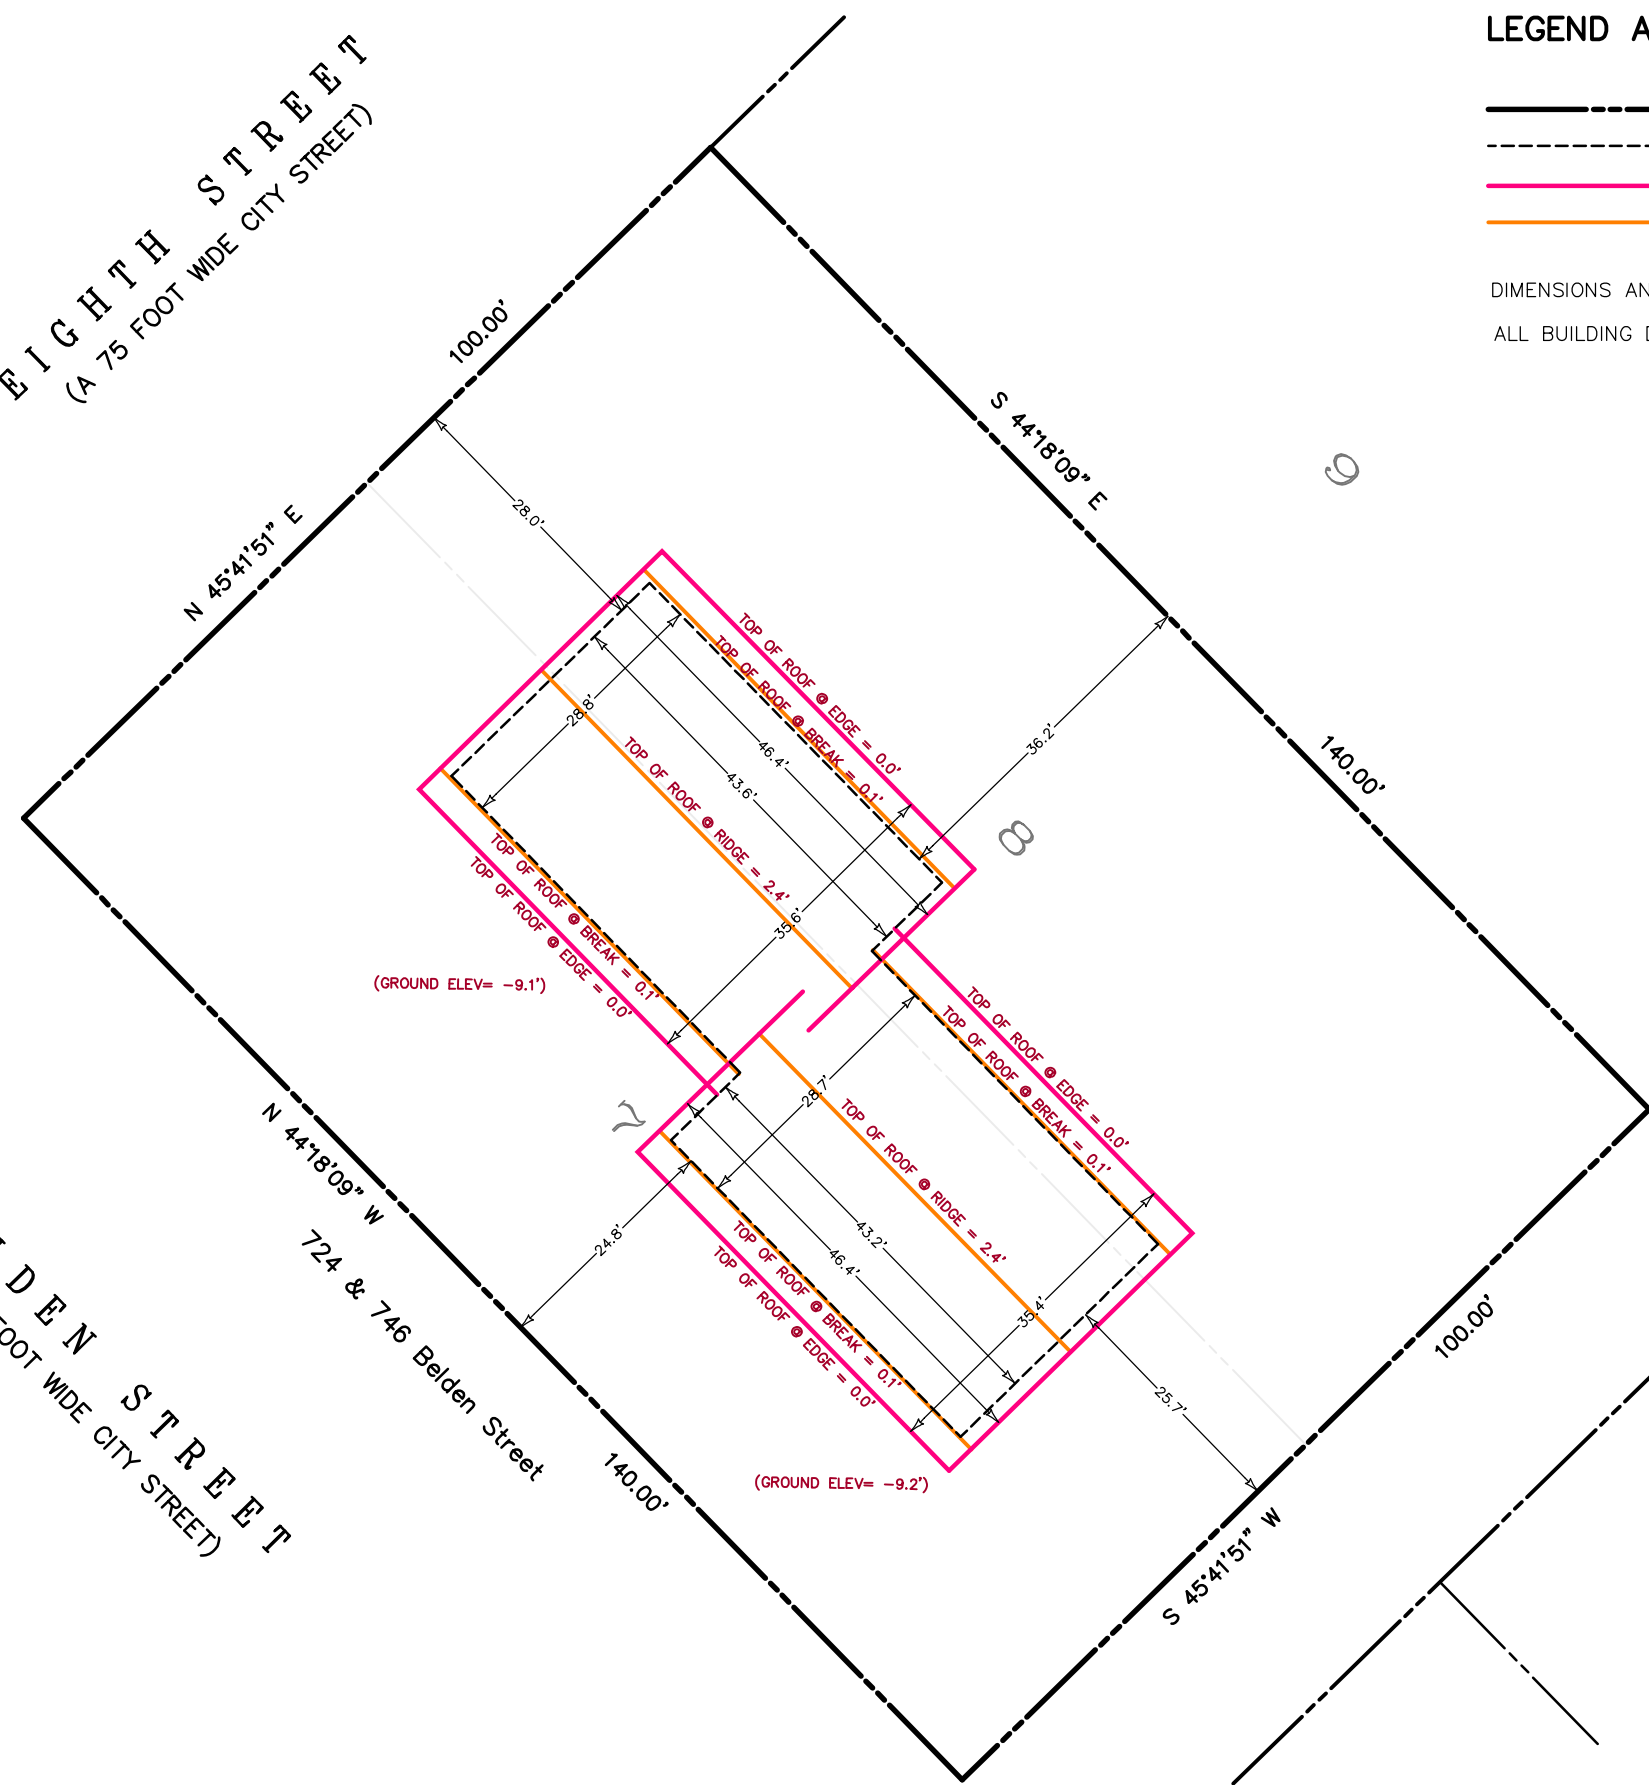 LEGEND A
DIMENSIONS AN
ALL BUILDING
EIGHTH STREET
(A 75 FOOT WIDE CITY STREET)
100.00'
N 45°41'51" E
S 44°18'09" E
140.00'
9
28.0'
36.2'
TOP OF ROOF @ EDGE = 0.0'
TOP OF ROOF @ BREAK = 0.1'
28.8'
46.4'
43.6'
TOP OF ROOF @ RIDGE = 2.4'
35.6'
8
TOP OF ROOF @ BREAK = 0.1'
TOP OF ROOF @ EDGE = 0.0'
(GROUND ELEV= -9.1')
TOP OF ROOF @ EDGE = 0.0'
TOP OF ROOF @ BREAK = 0.1'
28.7'
7
TOP OF ROOF @ RIDGE = 2.4'
43.2'
46.4'
24.8'
35.4'
TOP OF ROOF @ BREAK = 0.1'
TOP OF ROOF @ EDGE = 0.0'
25.7'
(GROUND ELEV= -9.2')
N 44°18'09" W
724 & 746 Belden Street
140.00'
100.00'
S 45°41'51" W
DEN STREET
FOOT WIDE CITY STREET)